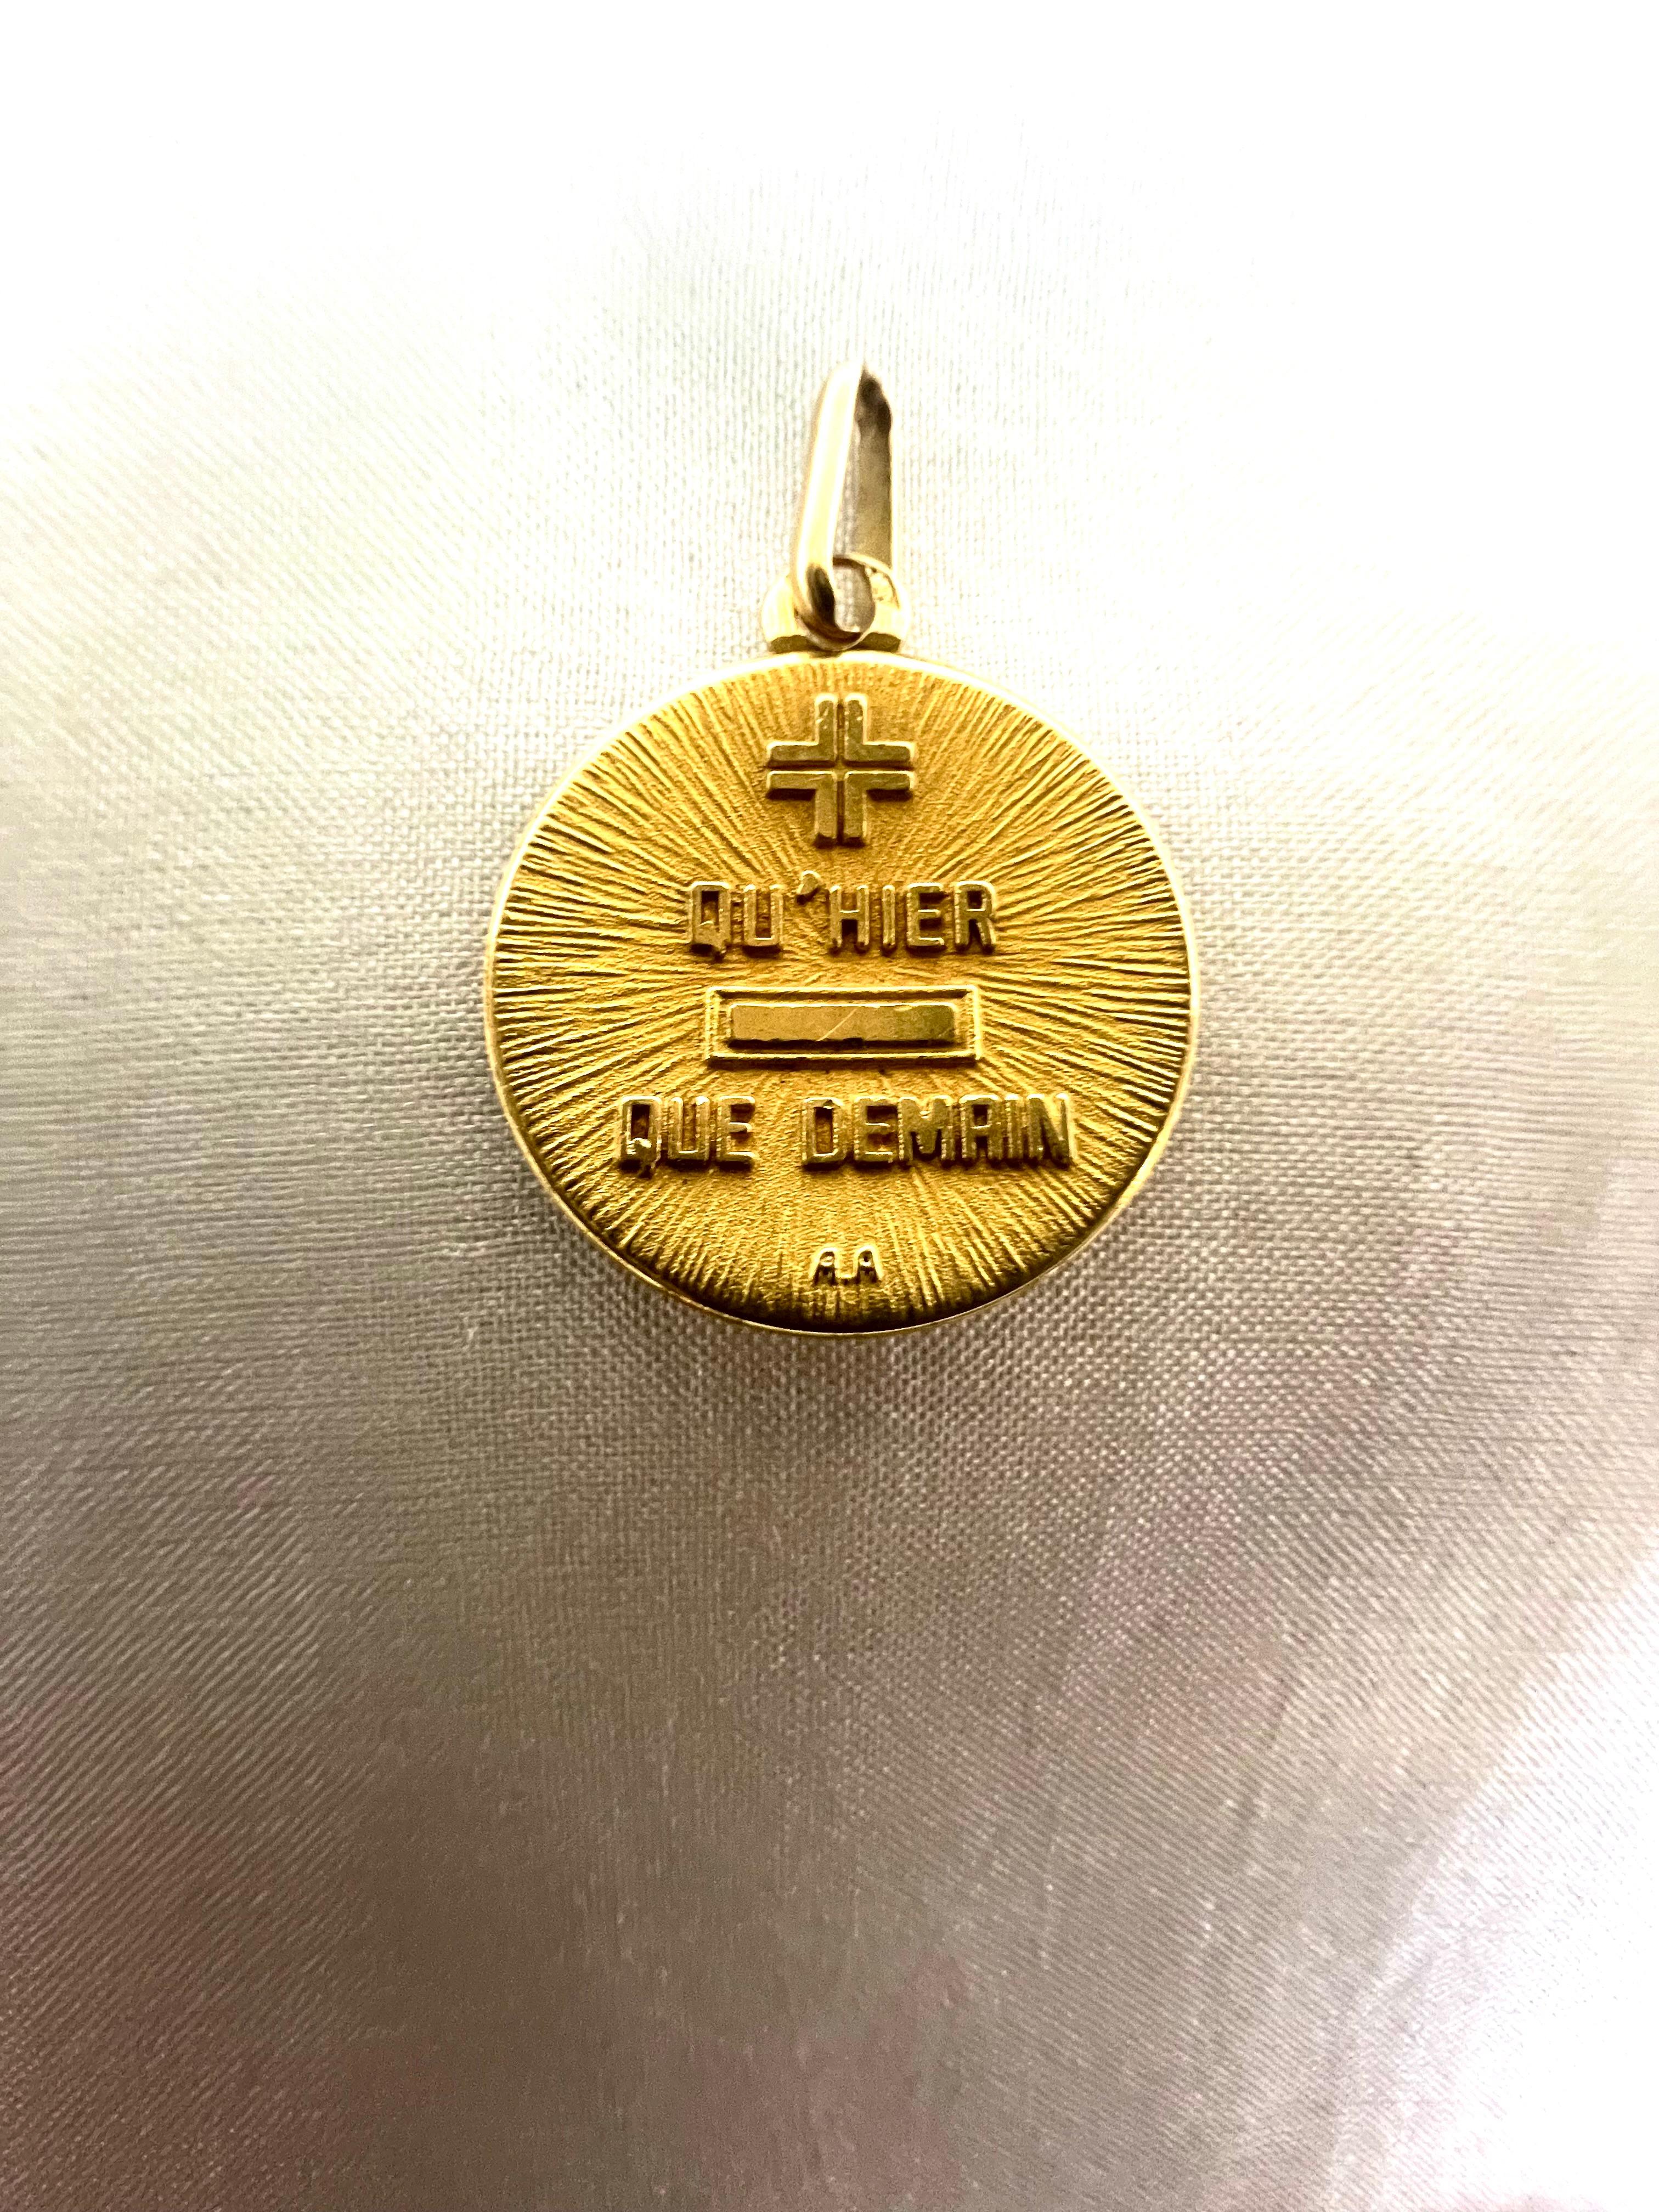 +
QU'HIER
-
QUE DEMAIN
A.A